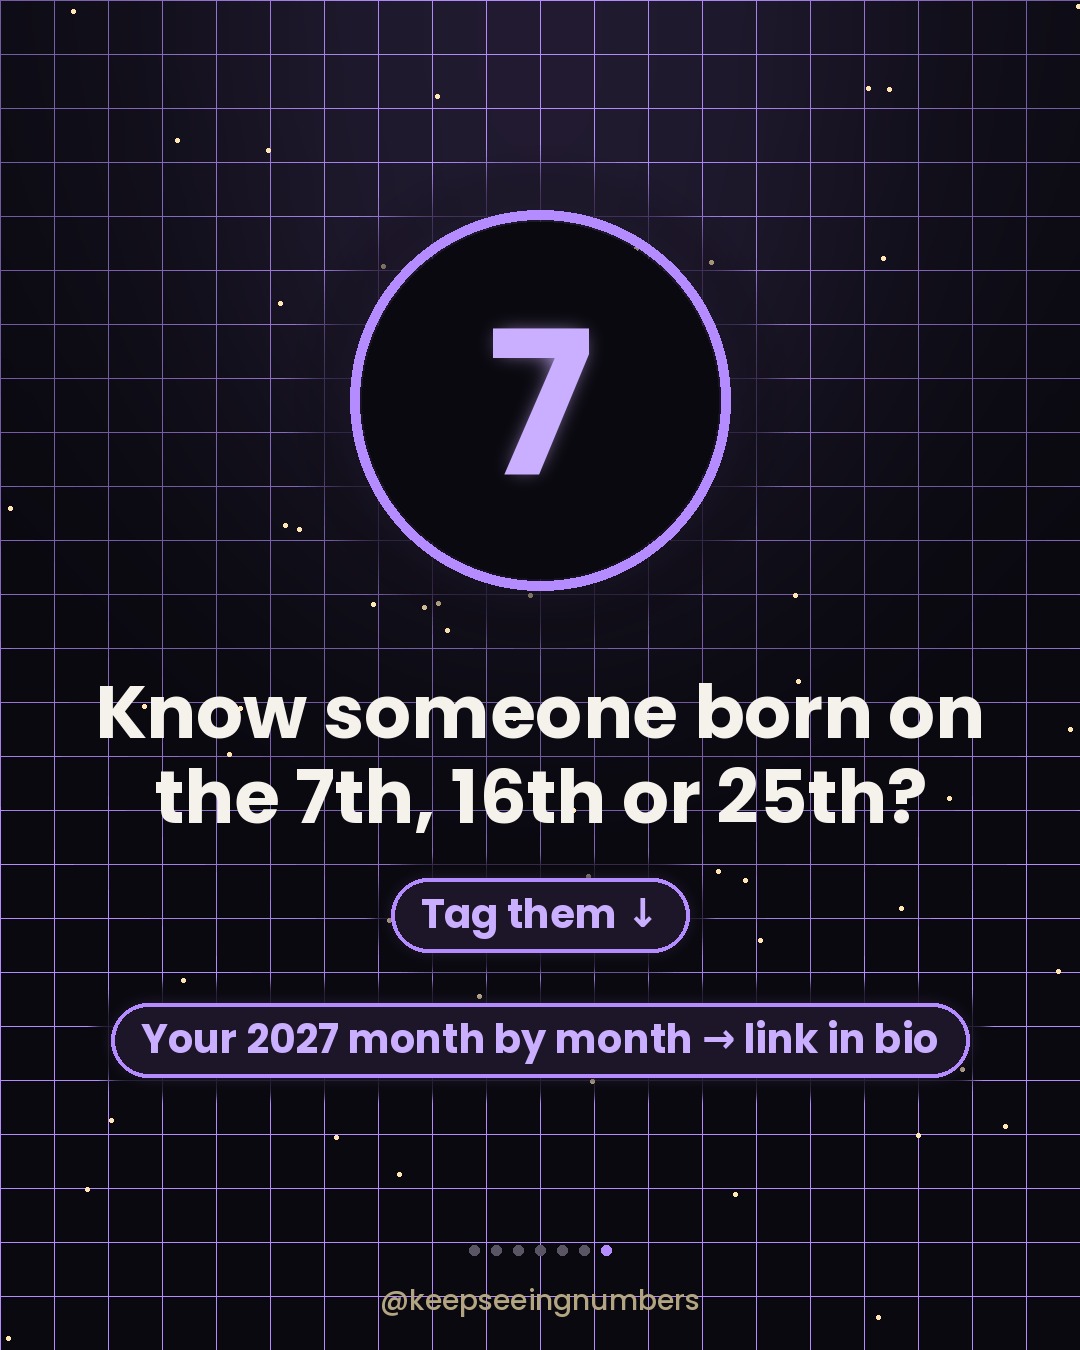 7
Know someone born on
the 7th, 16th or 25th?
Tag them ↓
Your 2027 month by month → link in bio
@keepseeingnumbers